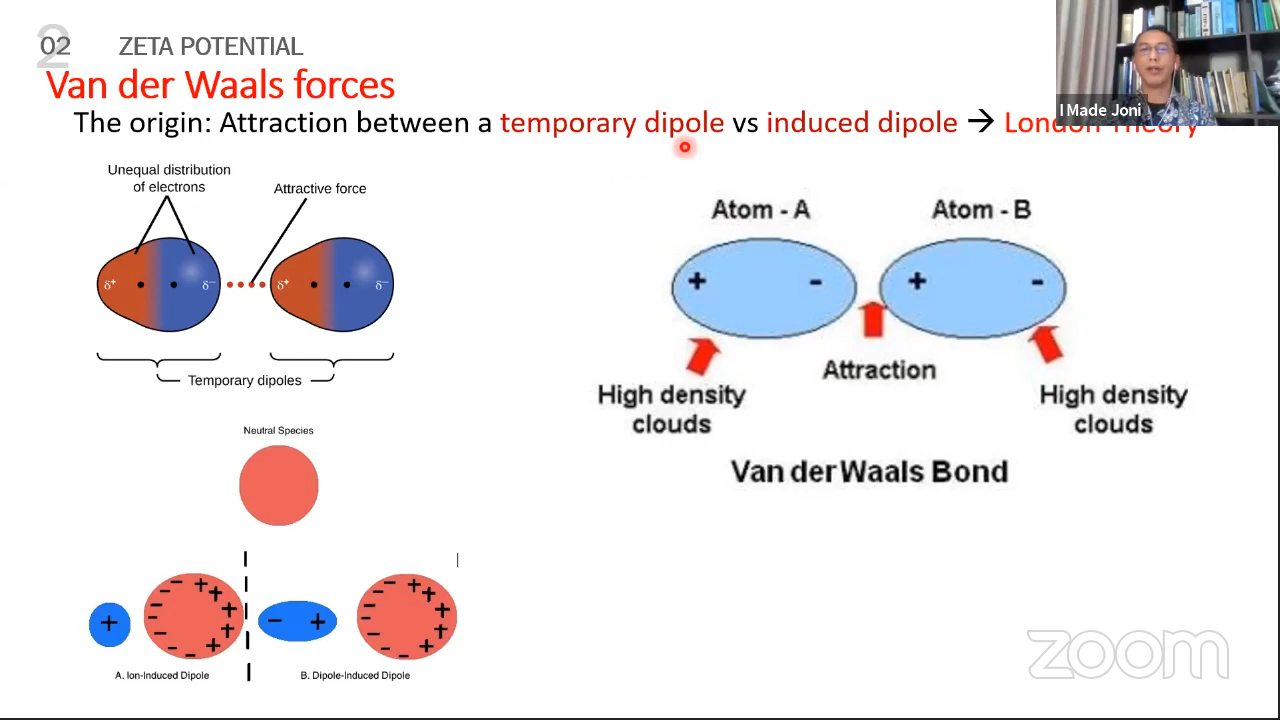 02
2
ZETA POTENTIAL
Van der Waals forces
The origin: Attraction between a temporary dipole vs induced dipole → London Theory
I Made Joni
Unequal distribution
of electrons
Attractive force
δ+
δ−
δ+
δ−
Temporary dipoles
Atom - A
Atom - B
+
-
+
-
Attraction
High density
clouds
High density
clouds
Van der Waals Bond
Neutral Species
A. Ion-Induced Dipole
B. Dipole-Induced Dipole
zoom